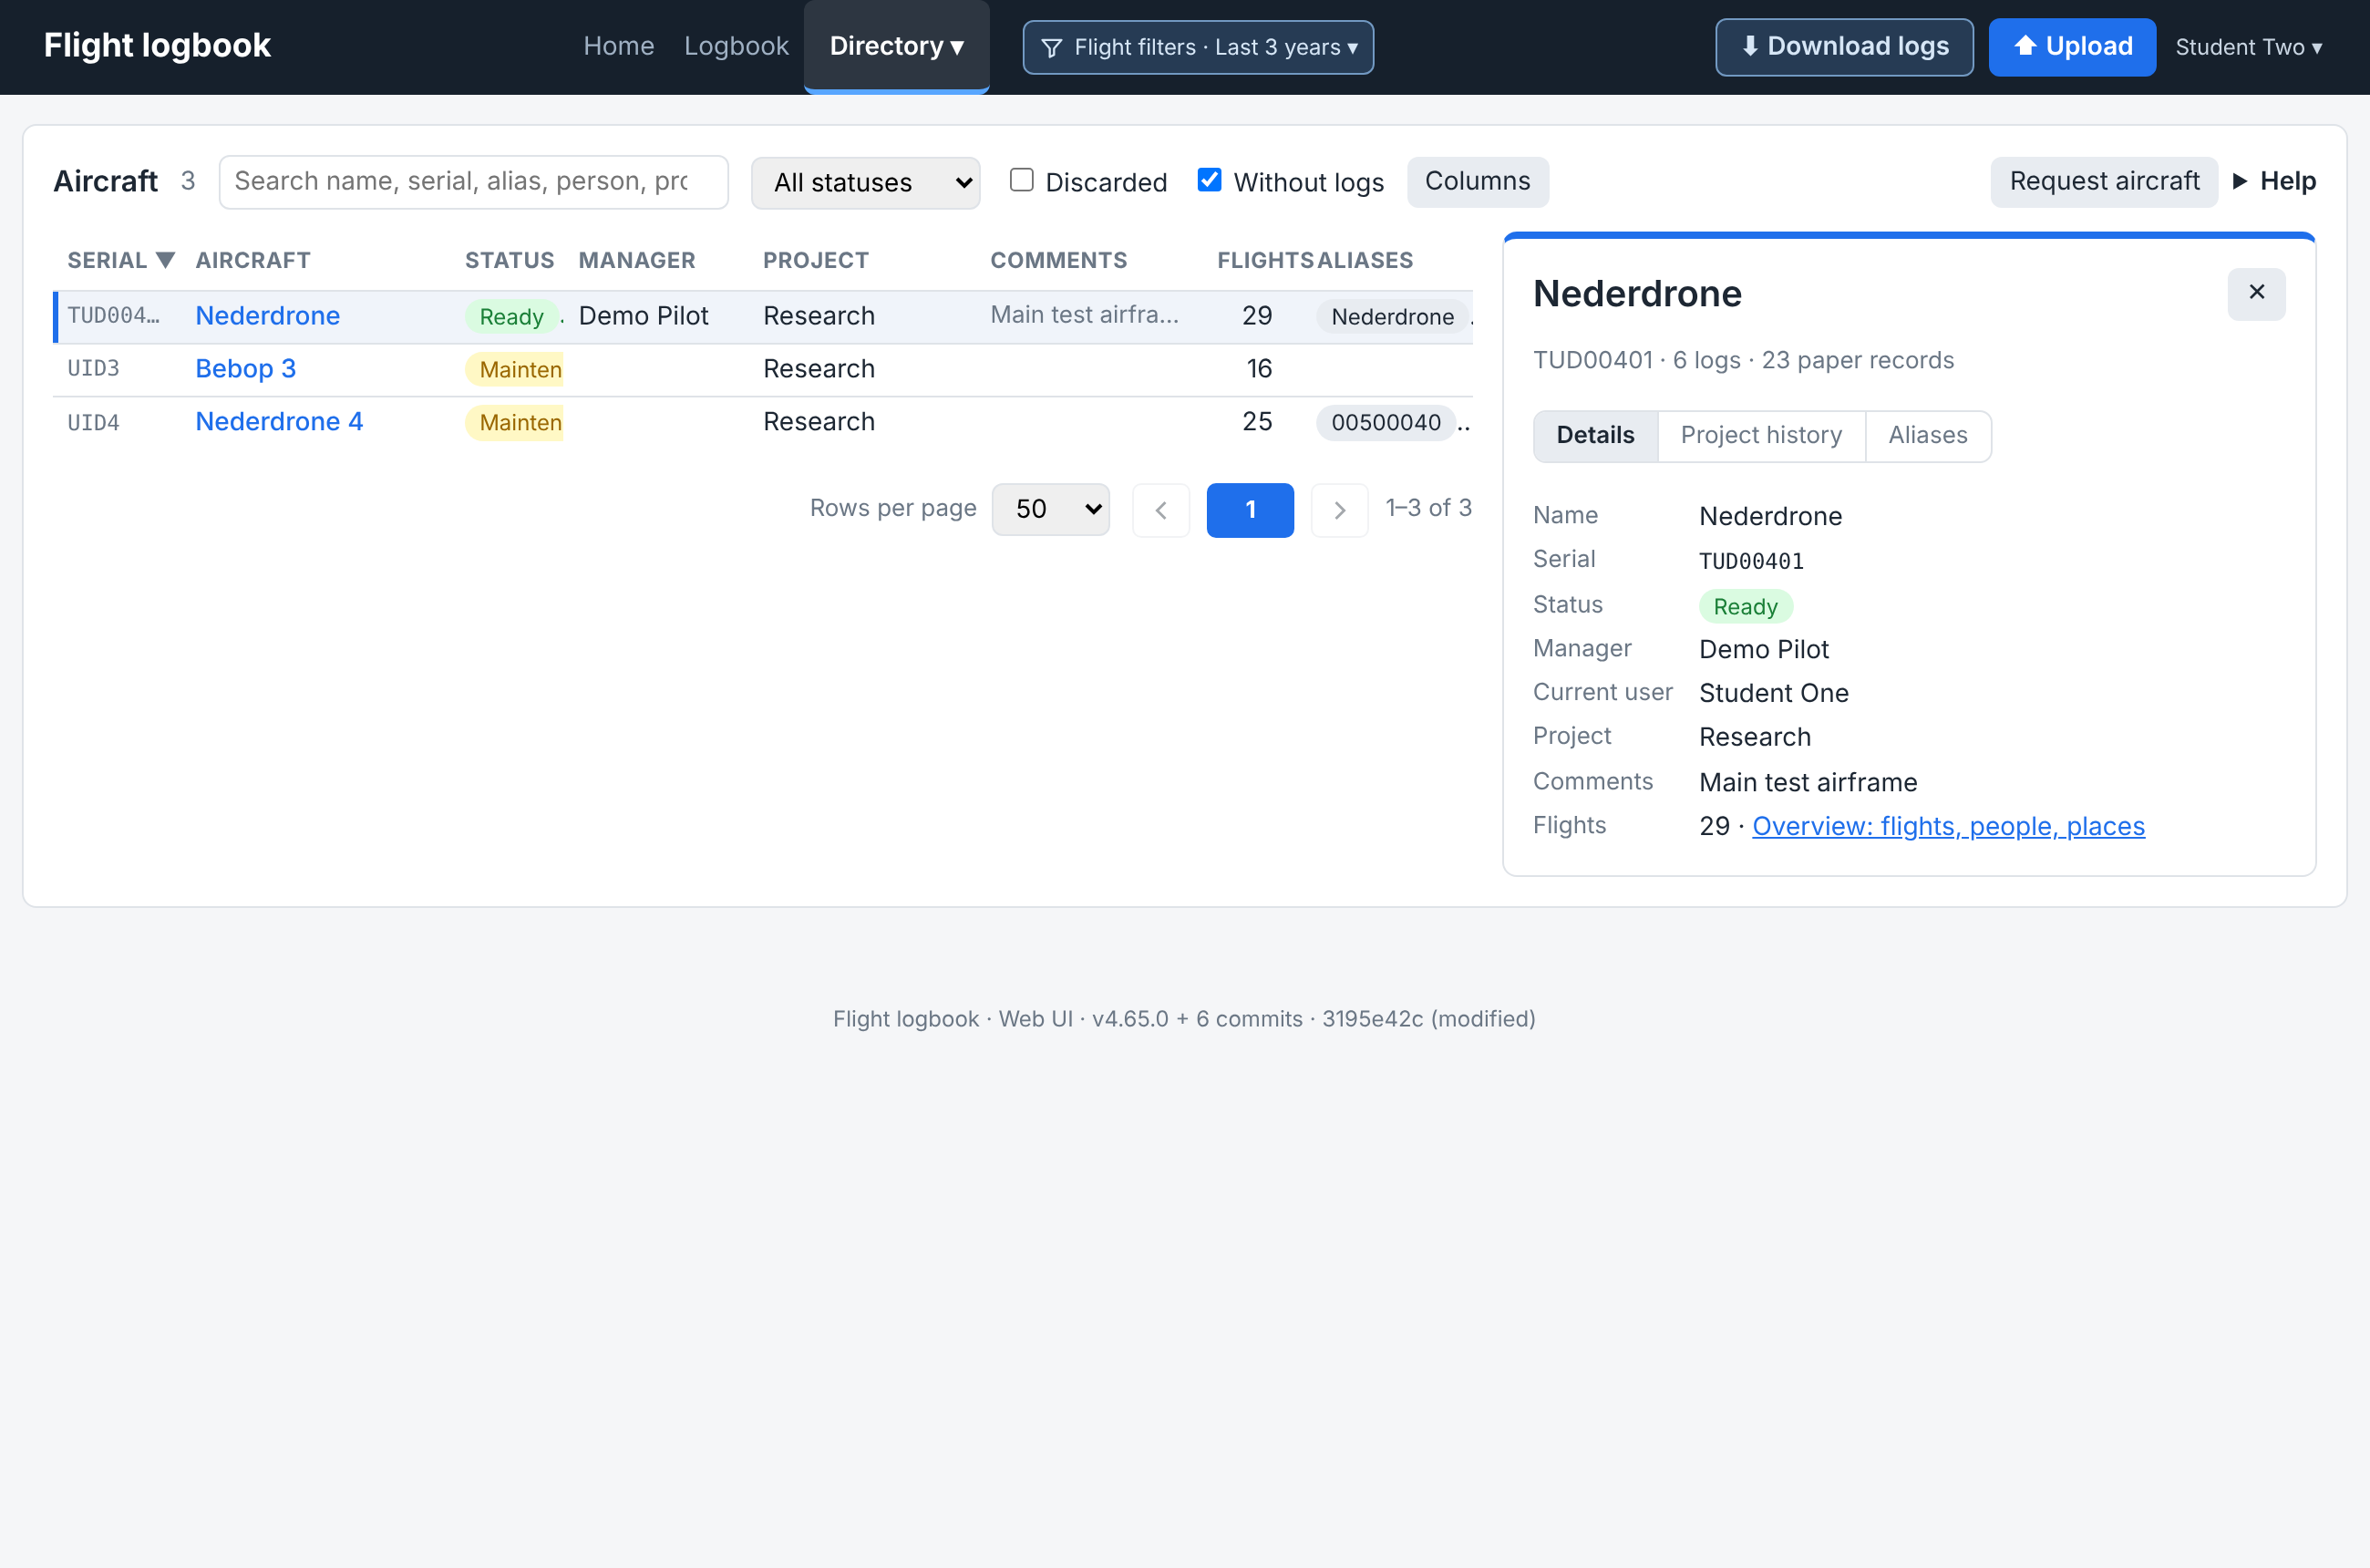 Flight logbook Home Logbook Directory ▾ Flight filters · Last 3 years ▾ ⬇ Download logs ⬆ Upload Student Two ▾
Aircraft 3 Search name, serial, alias, person, prc All statuses Discarded Without logs Columns Request aircraft ▶ Help
SERIAL ▼ AIRCRAFT STATUS MANAGER PROJECT COMMENTS FLIGHTS ALIASES
TUD004… Nederdrone Ready Demo Pilot Research Main test airfra… 29 Nederdrone
UID3 Bebop 3 Mainten Research 16
UID4 Nederdrone 4 Mainten Research 25 00500040 ..
Rows per page 50 < 1 > 1–3 of 3
Nederdrone ✕
TUD00401 · 6 logs · 23 paper records
Details Project history Aliases
Name Nederdrone
Serial TUD00401
Status Ready
Manager Demo Pilot
Current user Student One
Project Research
Comments Main test airframe
Flights 29 · Overview: flights, people, places
Flight logbook · Web UI · v4.65.0 + 6 commits · 3195e42c (modified)